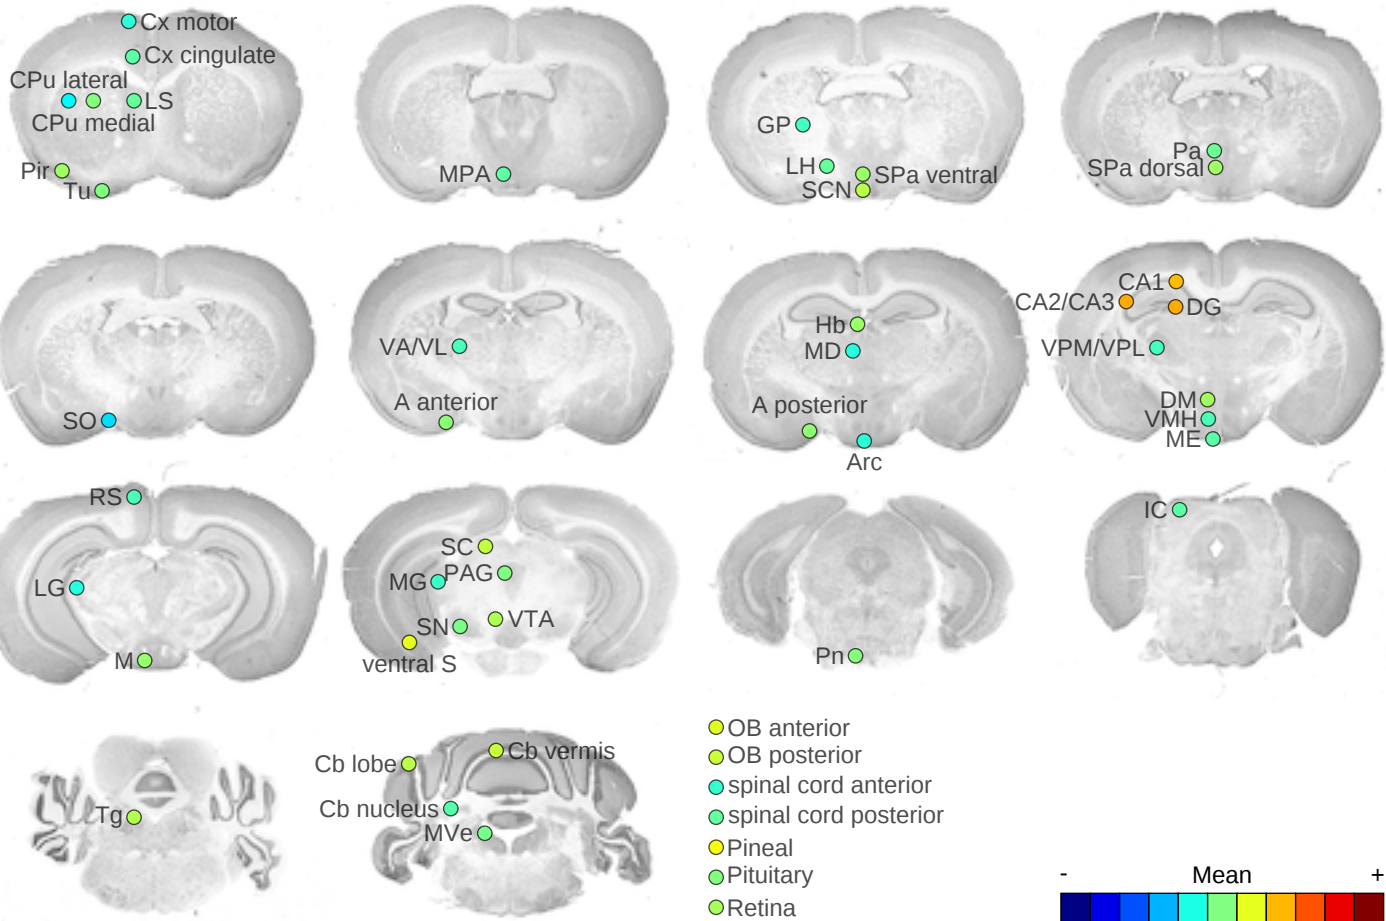 Cx motor
Cx cingulate
CPu lateral
LS
CPu medial
Pir
Tu
MPA
GP
LH
SPa ventral
SCN
Pa
SPa dorsal
SO
VA/VL
A anterior
Hb
MD
A posterior
Arc
CA1
CA2/CA3
DG
VPM/VPL
DM
VMH
ME
RS
LG
M
SC
MG
PAG
SN
VTA
ventral S
Pn
IC
Tg
Cb lobe
Cb vermis
Cb nucleus
MVe
OB anterior
OB posterior
spinal cord anterior
spinal cord posterior
Pineal
Pituitary
Retina
- Mean +